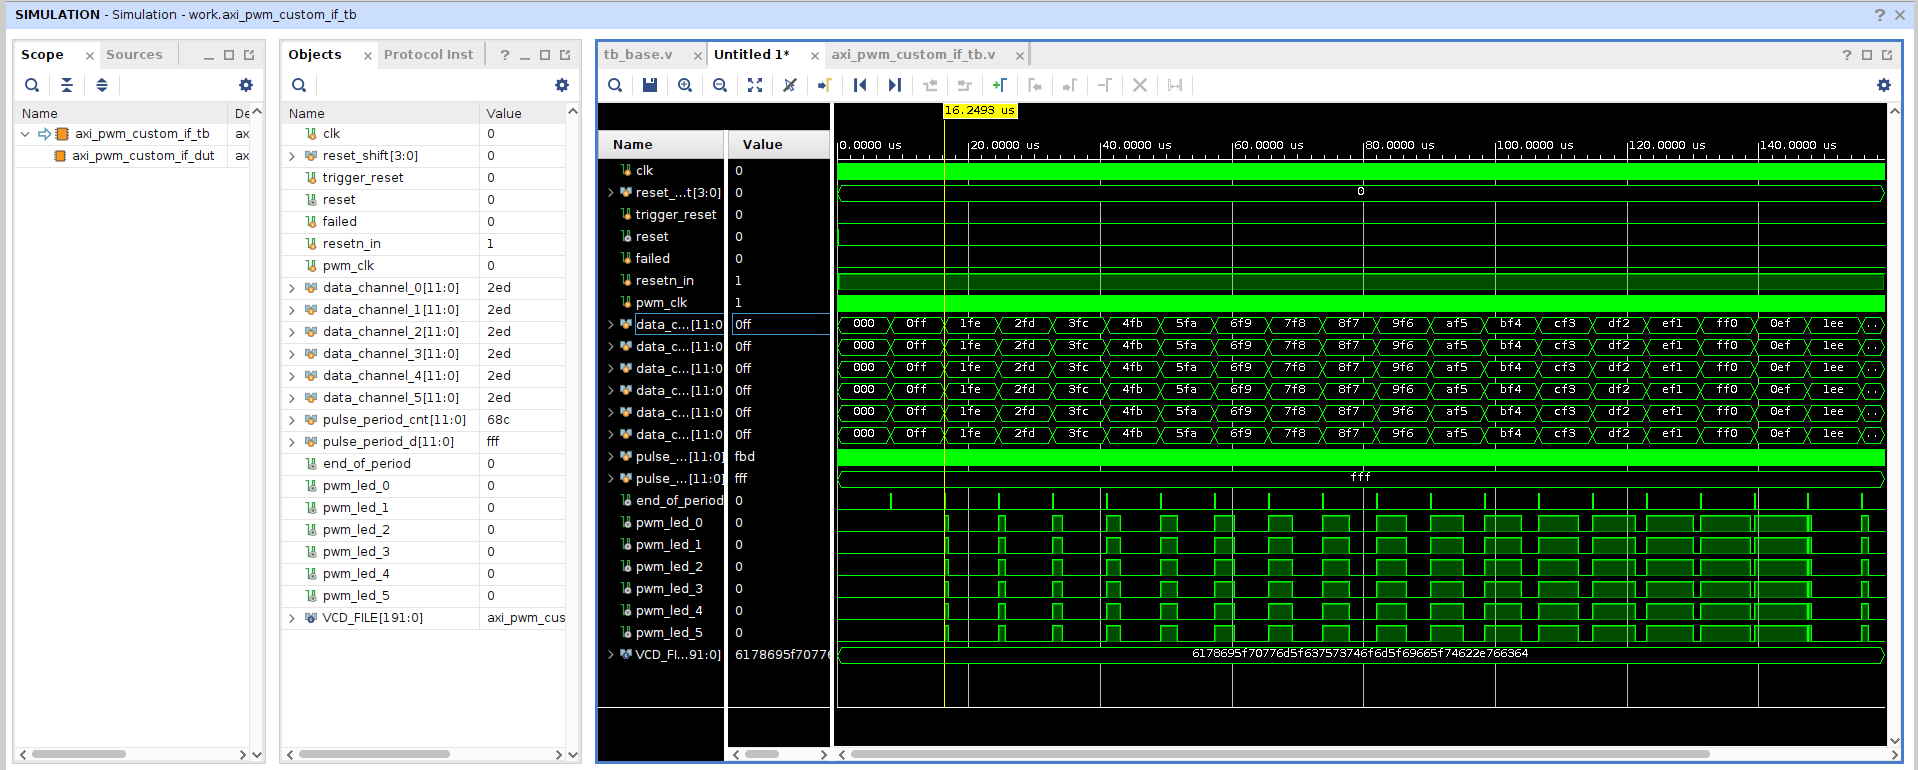 SIMULATION - Simulation - work.axi_pwm_custom_if_tb
Scope Sources
Name De
axi_pwm_custom_if_tb ax
axi_pwm_custom_if_dut ax
Objects Protocol Inst
Name Value
clk 0
reset_shift[3:0] 0
trigger_reset 0
reset 0
failed 0
resetn_in 1
pwm_clk 0
data_channel_0[11:0] 2ed
data_channel_1[11:0] 2ed
data_channel_2[11:0] 2ed
data_channel_3[11:0] 2ed
data_channel_4[11:0] 2ed
data_channel_5[11:0] 2ed
pulse_period_cnt[11:0] 68c
pulse_period_d[11:0] fff
end_of_period 0
pwm_led_0 0
pwm_led_1 0
pwm_led_2 0
pwm_led_3 0
pwm_led_4 0
pwm_led_5 0
VCD_FILE[191:0] axi_pwm_cus
tb_base.v Untitled 1* axi_pwm_custom_if_tb.v
16.2493 us
Name Value 0.0000 us 20.0000 us 40.0000 us 60.0000 us 80.0000 us 100.0000 us 120.0000 us 140.0000 us
clk 0
reset_...t[3:0] 0 0
trigger_reset 0
reset 0
failed 0
resetn_in 1
pwm_clk 1
data_c...[11:0 0ff 000 0ff 1fe 2fd 3fc 4fb 5fa 6f9 7f8 8f7 9f6 af5 bf4 cf3 df2 ef1 ff0 0ef 1ee ..
data_c...[11:0 0ff 000 0ff 1fe 2fd 3fc 4fb 5fa 6f9 7f8 8f7 9f6 af5 bf4 cf3 df2 ef1 ff0 0ef 1ee ..
data_c...[11:0 0ff 000 0ff 1fe 2fd 3fc 4fb 5fa 6f9 7f8 8f7 9f6 af5 bf4 cf3 df2 ef1 ff0 0ef 1ee ..
data_c...[11:0 0ff 000 0ff 1fe 2fd 3fc 4fb 5fa 6f9 7f8 8f7 9f6 af5 bf4 cf3 df2 ef1 ff0 0ef 1ee ..
data_c...[11:0 0ff 000 0ff 1fe 2fd 3fc 4fb 5fa 6f9 7f8 8f7 9f6 af5 bf4 cf3 df2 ef1 ff0 0ef 1ee ..
data_c...[11:0 0ff 000 0ff 1fe 2fd 3fc 4fb 5fa 6f9 7f8 8f7 9f6 af5 bf4 cf3 df2 ef1 ff0 0ef 1ee ..
pulse_...[11:0] fbd
pulse_...[11:0] fff fff
end_of_period 0
pwm_led_0 0
pwm_led_1 0
pwm_led_2 0
pwm_led_3 0
pwm_led_4 0
pwm_led_5 0
VCD_FI...91:0] 6178695f70776 6178695f70776d5f637573746f6d5f69665f74622e766364